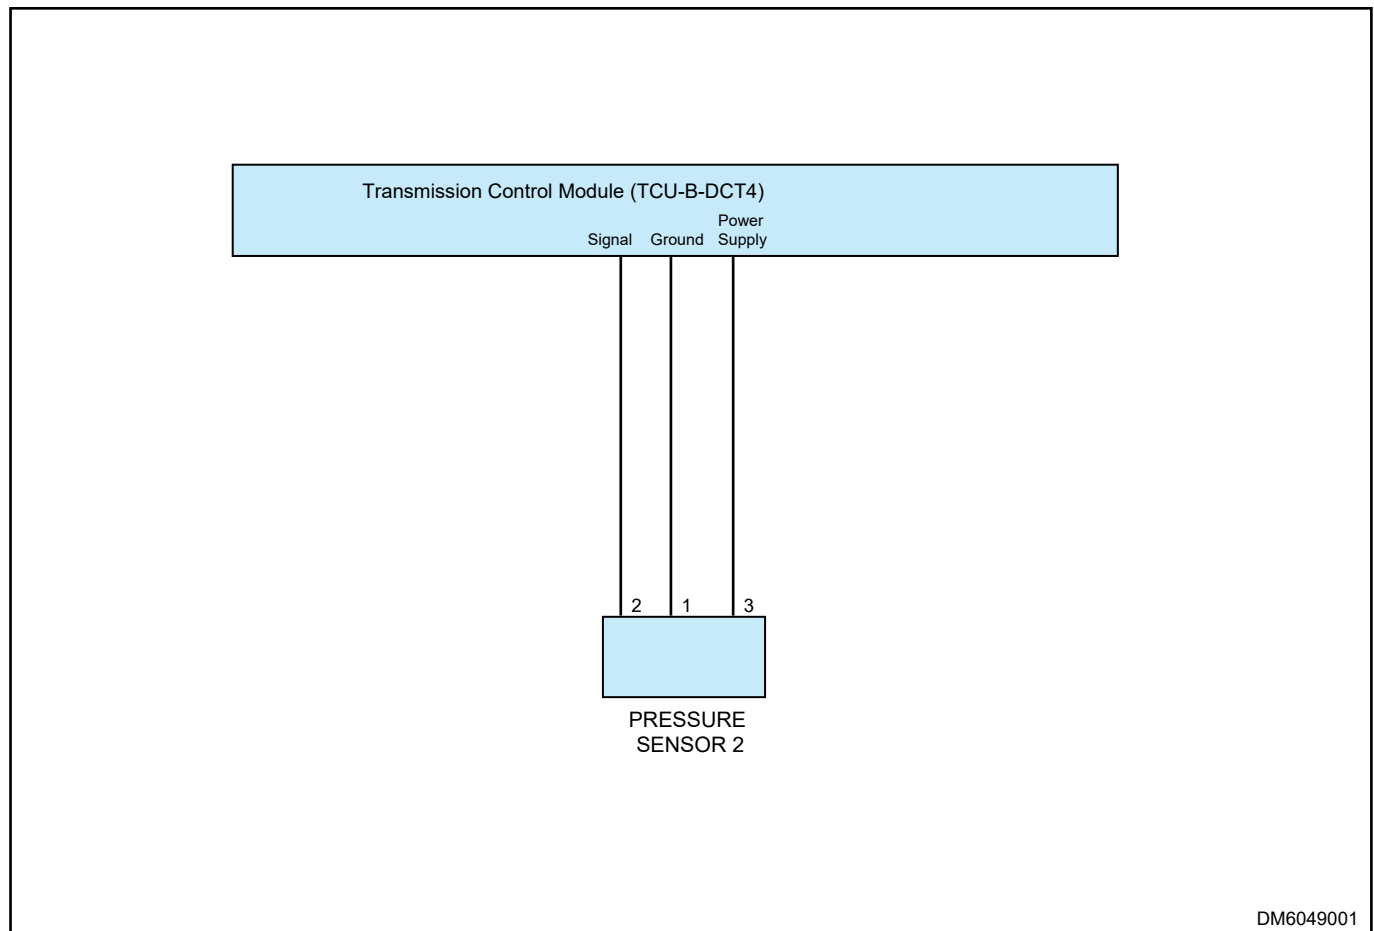 Transmission Control Module (TCU-B-DCT4)
Power
Signal Ground Supply
2 1 3
PRESSURE
SENSOR 2
DM6049001